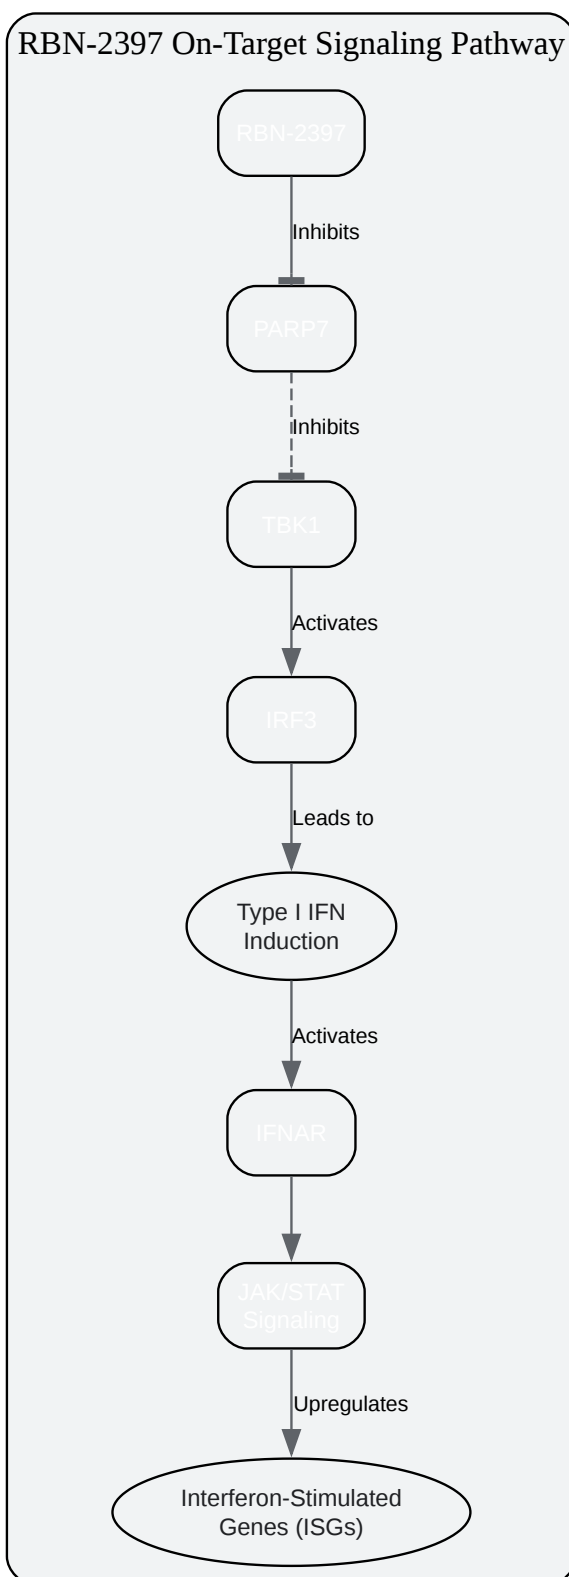 RBN-2397 On-Target Signaling Pathway
RBN-2397
Inhibits
PARP7
Inhibits
TBK1
Activates
IRF3
Leads to
Type I IFN
Induction
Activates
IFNAR
JAK/STAT
Signaling
Upregulates
Interferon-Stimulated
Genes (ISGs)